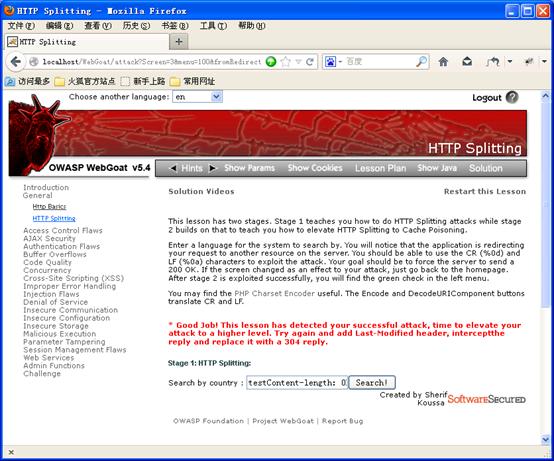 HTTP Splitting - Mozilla Firefox
文件(F) 编辑(E) 查看(V) 历史(S) 书签(B) 工具(T) 帮助(H)
HTTP Splitting
localhost/WebGoat/attack?Screen=3&menu=100&fromRedirect
百度
访问最多 火狐官方站点 新手上路 常用网址
Choose another language: en
Logout ?
HTTP Splitting
OWASP WebGoat v5.4
Hints Show Params Show Cookies Lesson Plan Show Java Solution
Introduction
General
Http Basics
HTTP Splitting
Access Control Flaws
AJAX Security
Authentication Flaws
Buffer Overflows
Code Quality
Concurrency
Cross-Site Scripting (XSS)
Improper Error Handling
Injection Flaws
Denial of Service
Insecure Communication
Insecure Configuration
Insecure Storage
Malicious Execution
Parameter Tampering
Session Management Flaws
Web Services
Admin Functions
Challenge
Solution Videos
Restart this Lesson
This lesson has two stages. Stage 1 teaches you how to do HTTP Splitting attacks while stage
2 builds on that to teach you how to elevate HTTP Splitting to Cache Poisoning.
Enter a language for the system to search by. You will notice that the application is redirecting
your request to another resource on the server. You should be able to use the CR (%0d) and
LF (%0a) characters to exploit the attack. Your goal should be to force the server to send a
200 OK. If the screen changed as an effect to your attack, just go back to the homepage.
After stage 2 is exploited successfully, you will find the green check in the left menu.
You may find the PHP Charset Encoder useful. The Encode and DecodeURIComponent buttons
translate CR and LF.
* Good Job! This lesson has detected your successful attack, time to elevate your
attack to a higher level. Try again and add Last-Modified header, interceptthe
reply and replace it with a 304 reply.
Stage 1: HTTP Splitting:
Search by country : testContent-length: 0 Search!
Created by Sherif
Koussa SOFTWARESECURED
OWASP Foundation | Project WebGoat | Report Bug